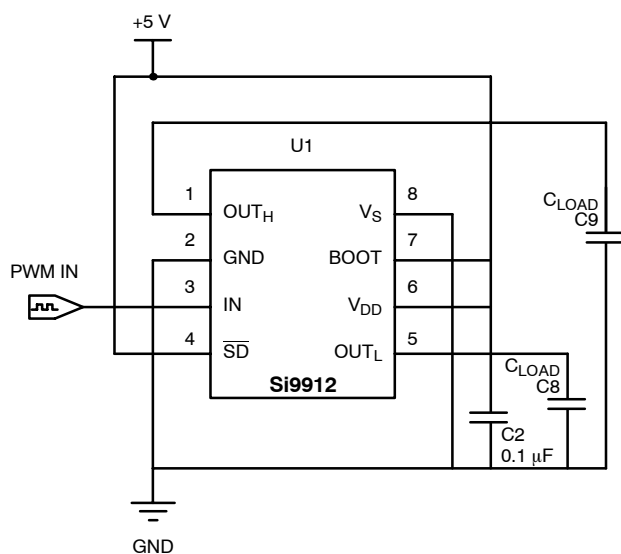 +5 V
U1
1
OUTH
VS
8
2
GND
BOOT
7
PWM IN
3
IN
VDD
6
4
SD
OUTL
5
Si9912
CLOAD
C9
CLOAD
C8
C2
0.1 μF
GND